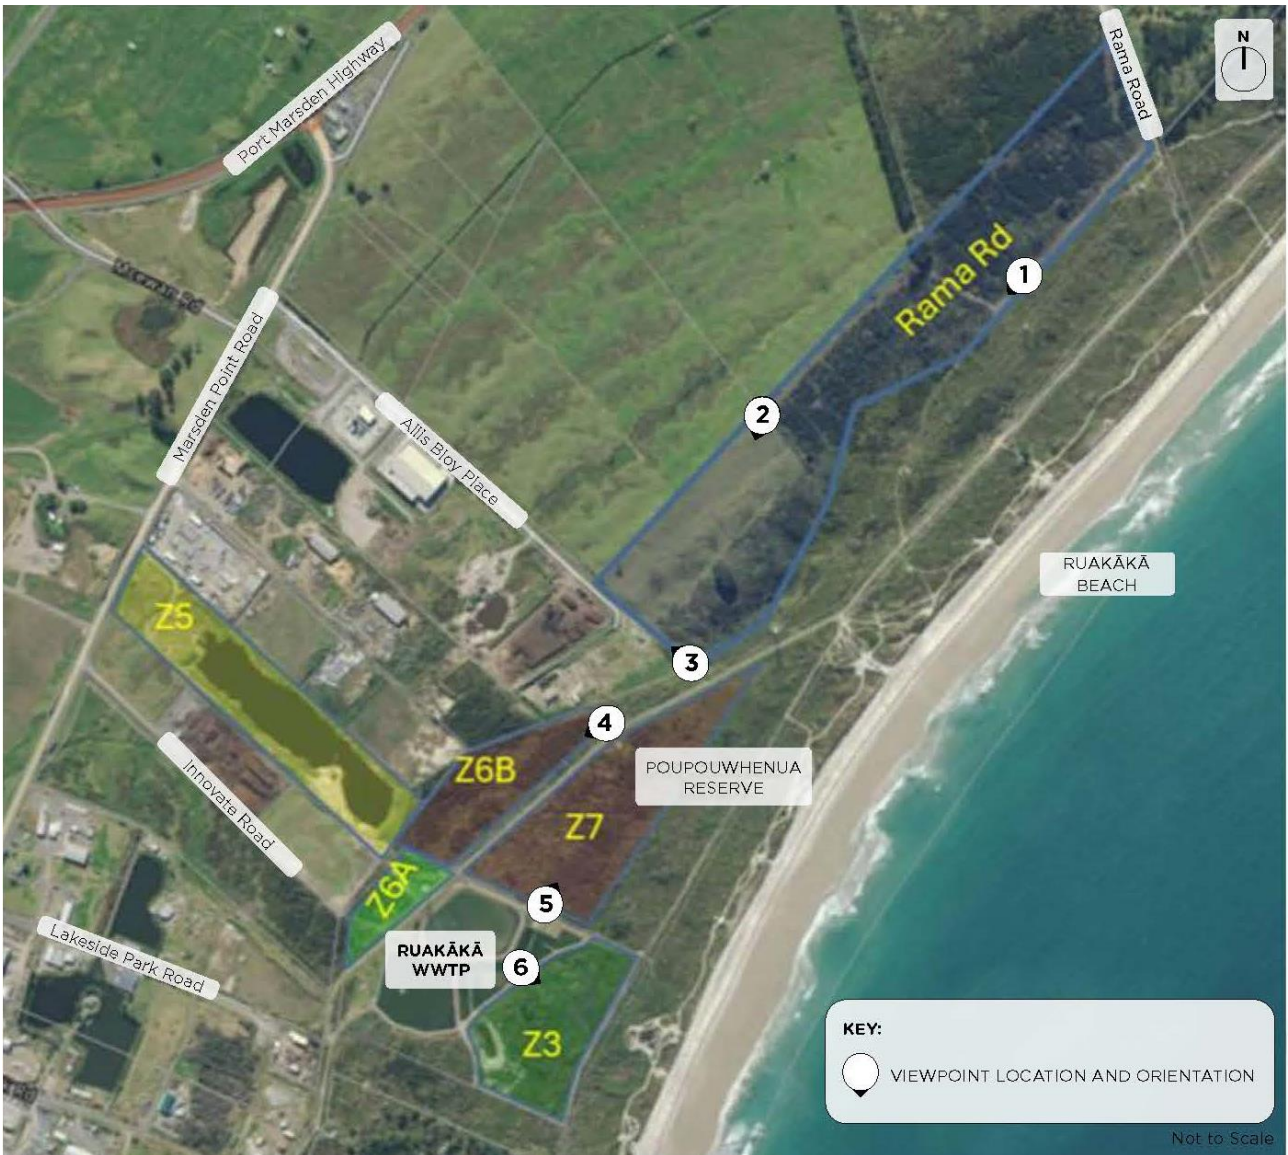 N
Rama Road
Port Marsden Highway
Rama Rd
1
Marsden Point Road
2
Allis Bloy Place
RUAKĀKĀ
BEACH
Z5
3
4
Z6B
POUPOUWHENUA
RESERVE
Innovate Road
Z7
Z6A
5
Lakeside Park Road
RUAKĀKĀ
WWTP
6
Z3
KEY:
VIEWPOINT LOCATION AND ORIENTATION
Not to Scale